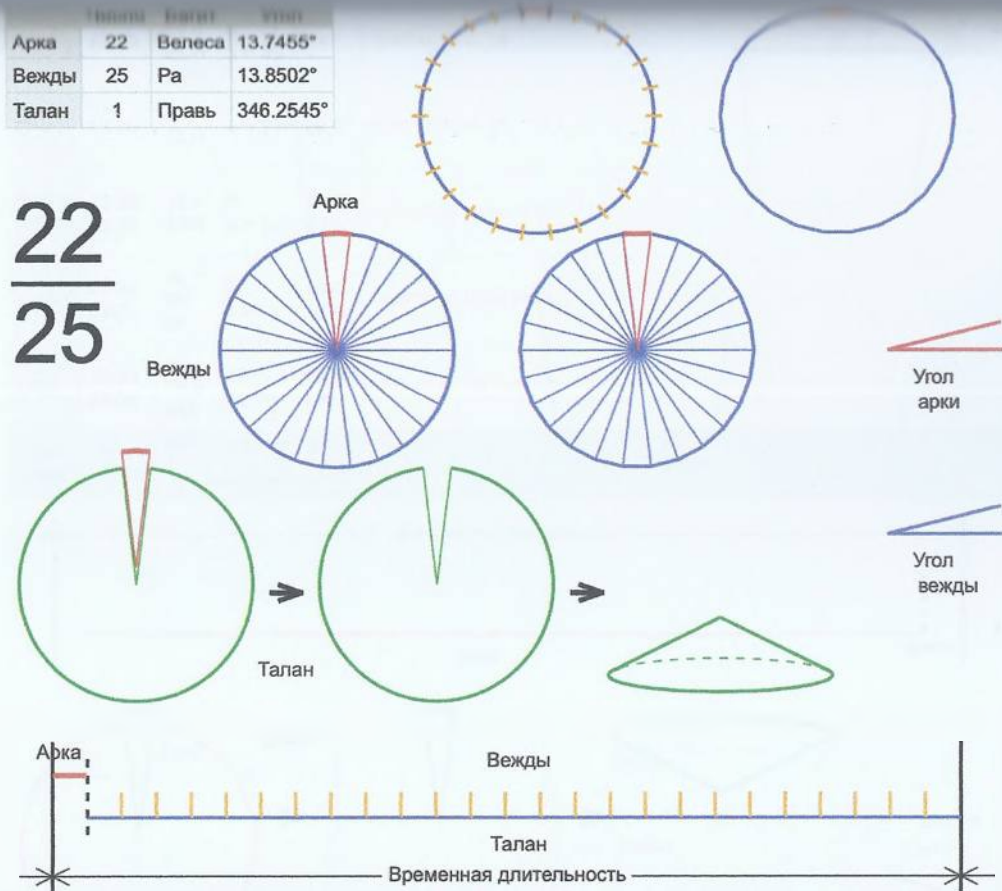 Арка 22 Велеса 13.7455°
Вежды 25 Ра 13.8502°
Талан 1 Правь 346.2545°
22
25
Арка
Вежды
Угол
арки
Угол
вежды
Талан
Арка
Вежды
Талан
Временная длительность